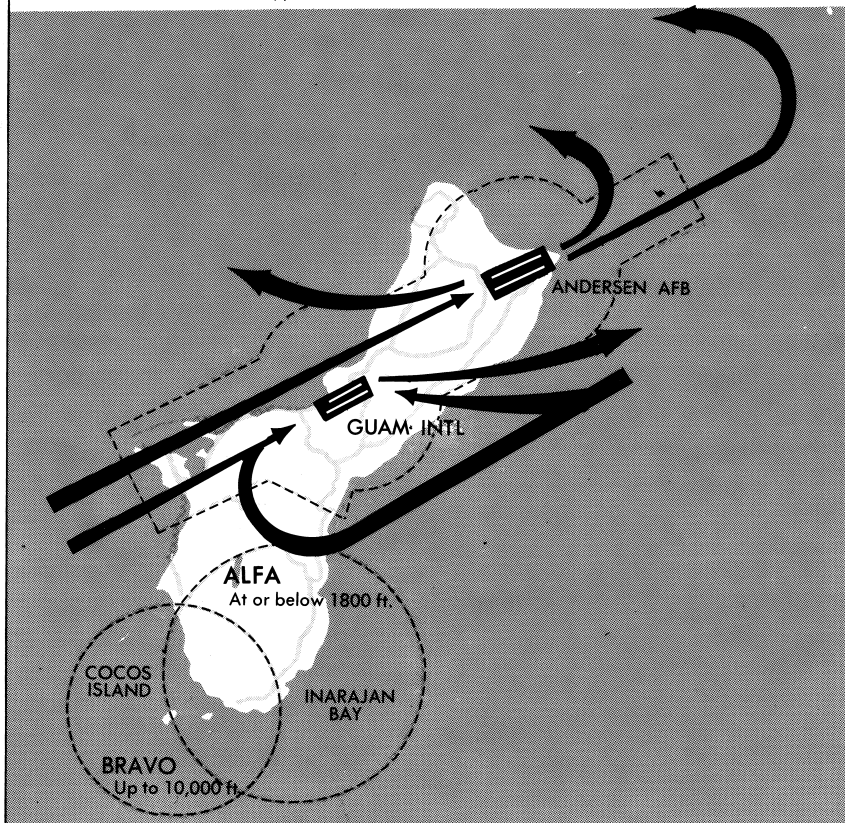 ANDERSEN AFB
GUAM INTL
ALFA
At or below 1800 ft.
COCOS
ISLAND
INARAJAN
BAY
BRAVO
Up to 10,000 ft.